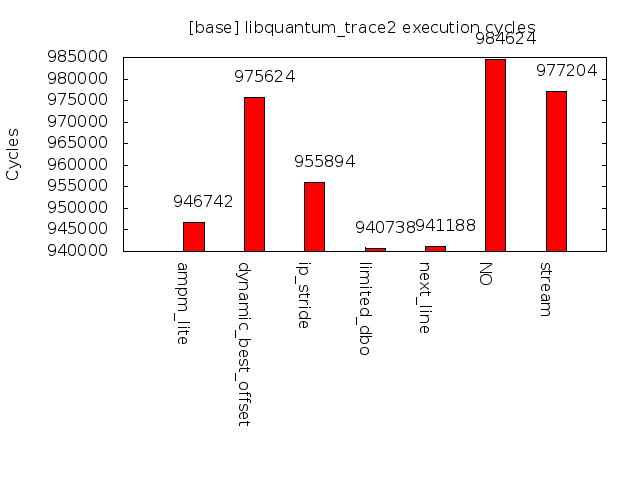 [base] libquantum_trace2 execution cycles
Cycles
985000
980000
975000
970000
965000
960000
955000
950000
945000
940000
946742
975624
955894
940738
941188
984624
977204
ampm_lite
dynamic_best_offset
ip_stride
limited_dbo
next_line
NO
stream